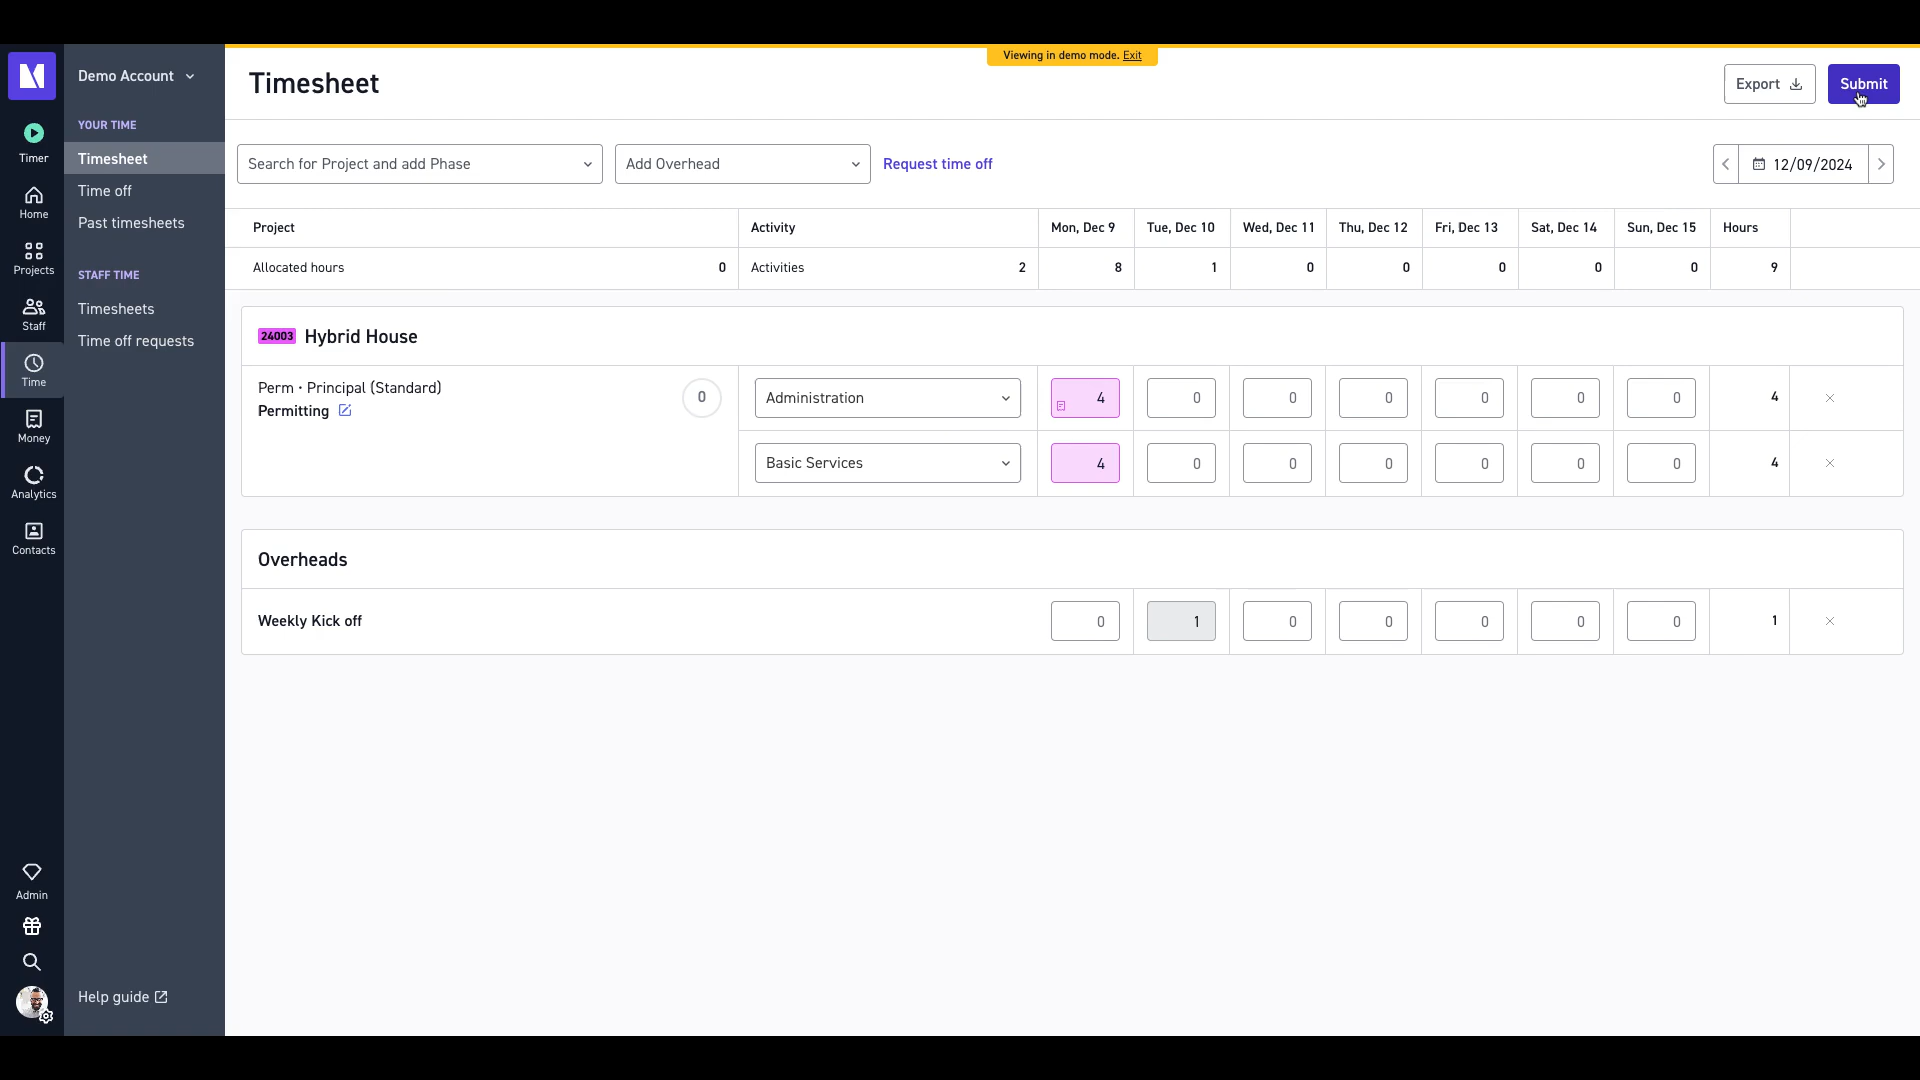 Viewing in demo mode. Exit
Demo Account
Timesheet
Export
Submit
YOUR TIME
Timesheet
Time off
Past timesheets
STAFF TIME
Timesheets
Time off requests
Timer
Home
Projects
Staff
Time
Money
Analytics
Contacts
Admin
Help guide
Search for Project and add Phase
Add Overhead
Request time off
12/09/2024
Project Activity Mon, Dec 9 Tue, Dec 10 Wed, Dec 11 Thu, Dec 12 Fri, Dec 13 Sat, Dec 14 Sun, Dec 15 Hours
Allocated hours 0 Activities 2 8 1 0 0 0 0 0 9
24003 Hybrid House
Perm · Principal (Standard)
Permitting
0
Administration 4 0 0 0 0 0 0 4
Basic Services 4 0 0 0 0 0 0 4
Overheads
Weekly Kick off 0 1 0 0 0 0 0 1